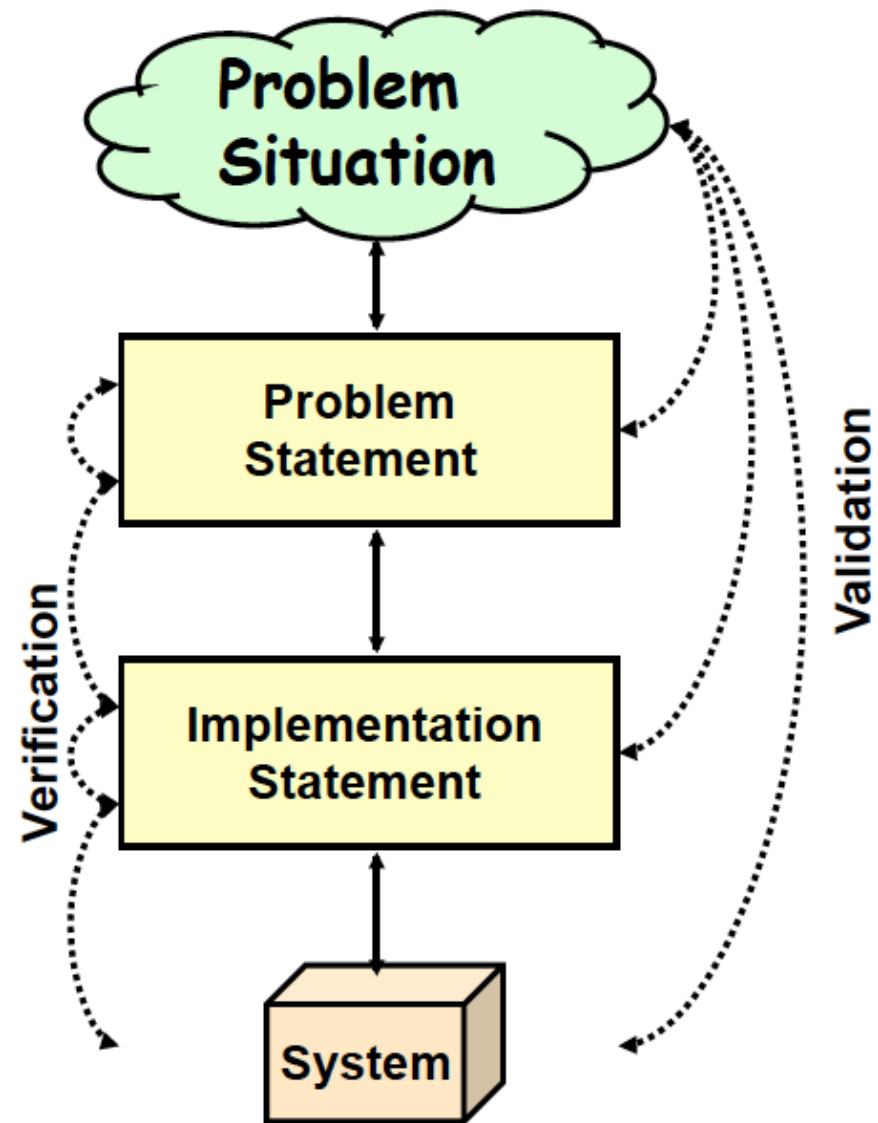 Problem
Situation
Problem
Statement
Implementation
Statement
System
Verification
Validation